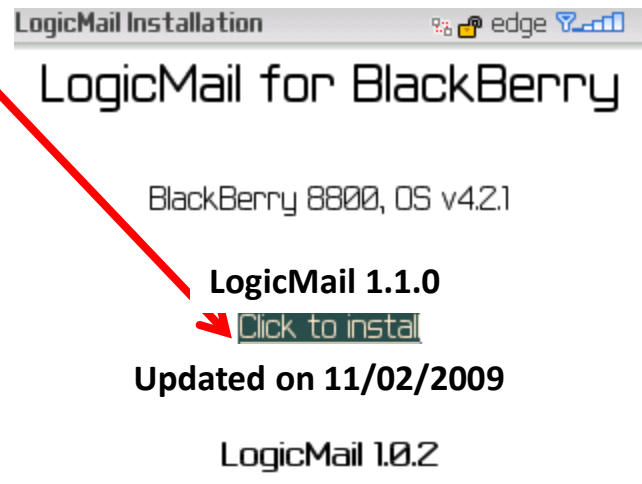 LogicMail Installation edge
LogicMail for BlackBerry
BlackBerry 8800, OS v4.2.1
LogicMail 1.1.0
Click to instal
Updated on 11/02/2009
LogicMail 1.0.2